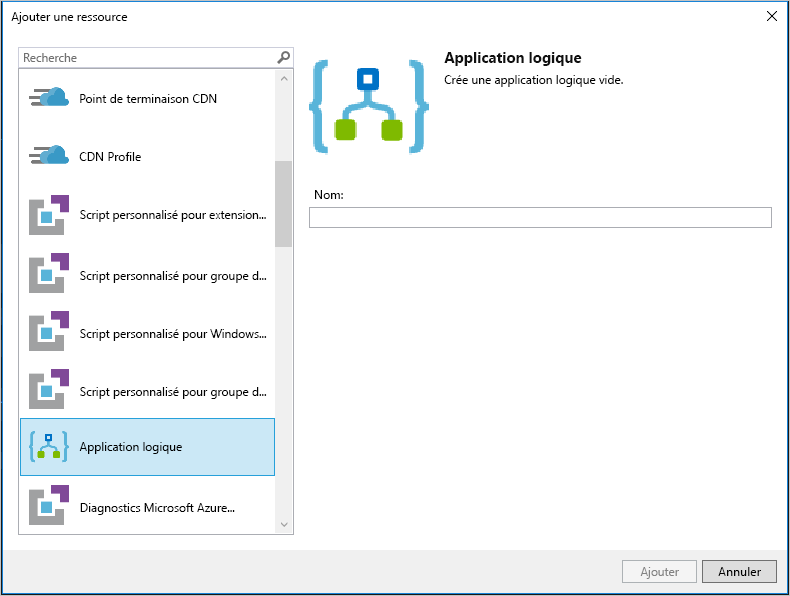 Ajouter une ressource
Recherche
Point de terminaison CDN
CDN Profile
Script personnalisé pour extension...
Script personnalisé pour groupe d...
Script personnalisé pour Windows...
Script personnalisé pour groupe d...
Application logique
Diagnostics Microsoft Azure...
Application logique
Crée une application logique vide.
Nom:
Ajouter
Annuler